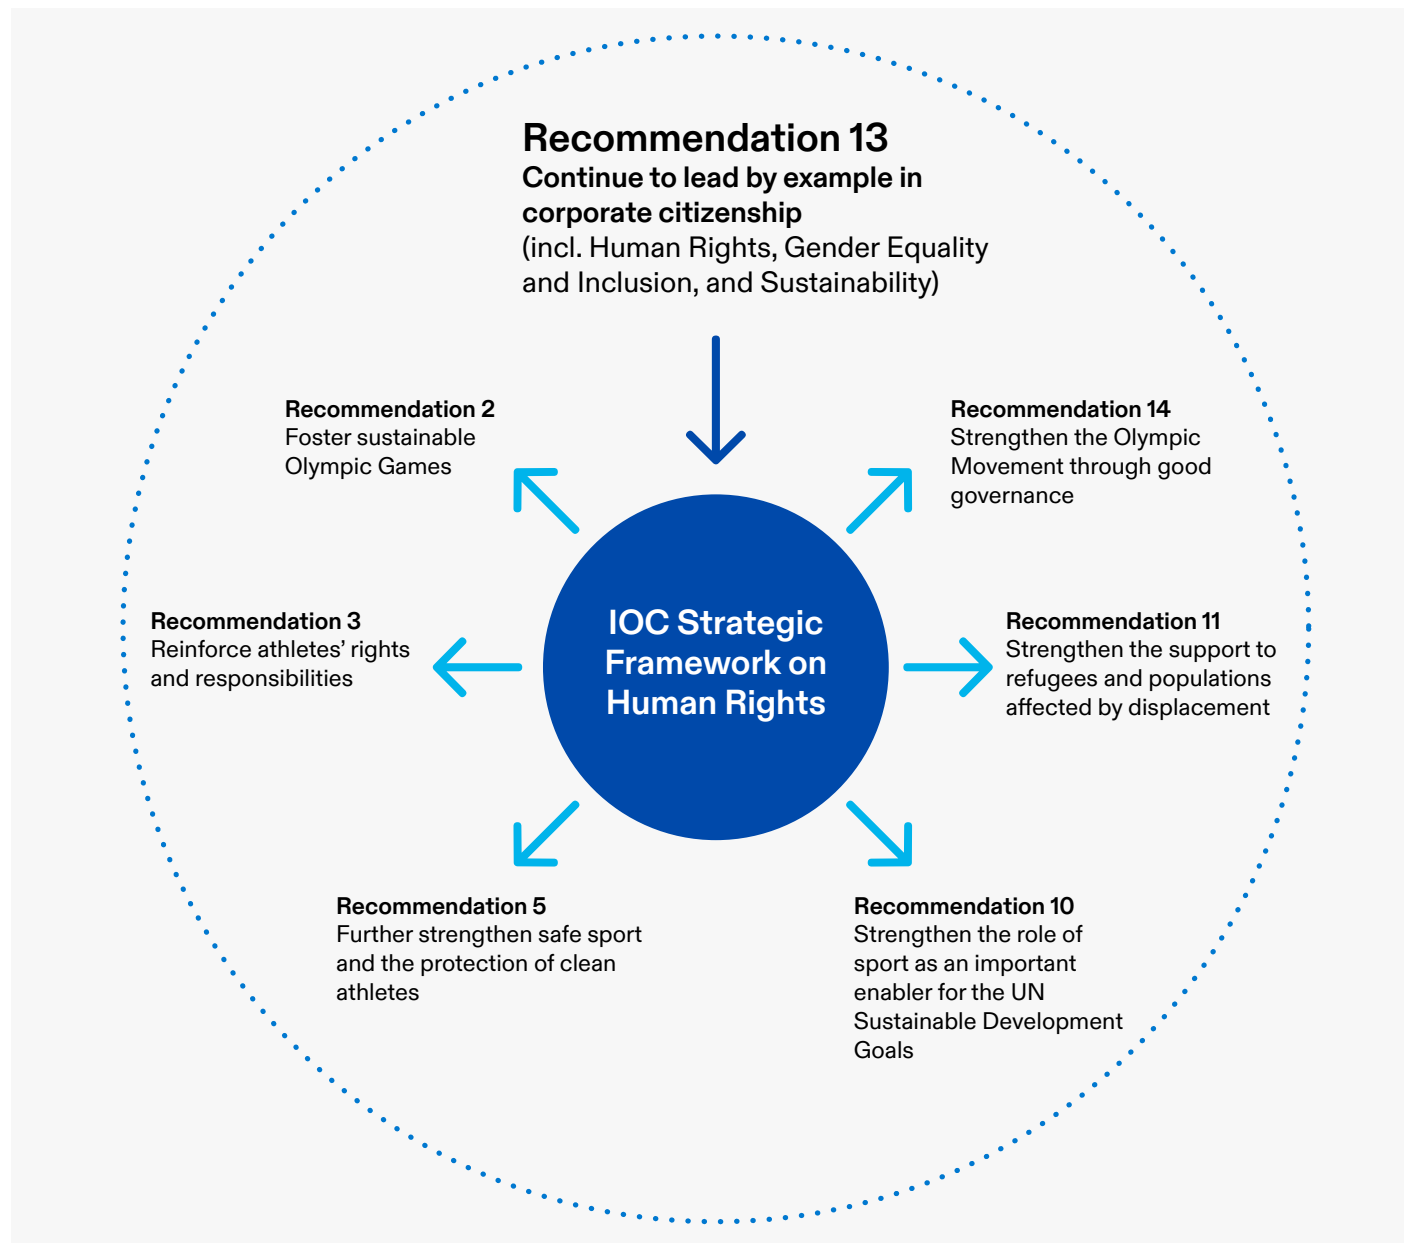 Recommendation 13
Continue to lead by example in
corporate citizenship
(incl. Human Rights, Gender Equality
and Inclusion, and Sustainability)
Recommendation 2
Foster sustainable
Olympic Games
Recommendation 14
Strengthen the Olympic
Movement through good
governance
Recommendation 3
Reinforce athletes’ rights
and responsibilities
IOC Strategic
Framework on
Human Rights
Recommendation 11
Strengthen the support to
refugees and populations
affected by displacement
Recommendation 5
Further strengthen safe sport
and the protection of clean
athletes
Recommendation 10
Strengthen the role of
sport as an important
enabler for the UN
Sustainable Development
Goals